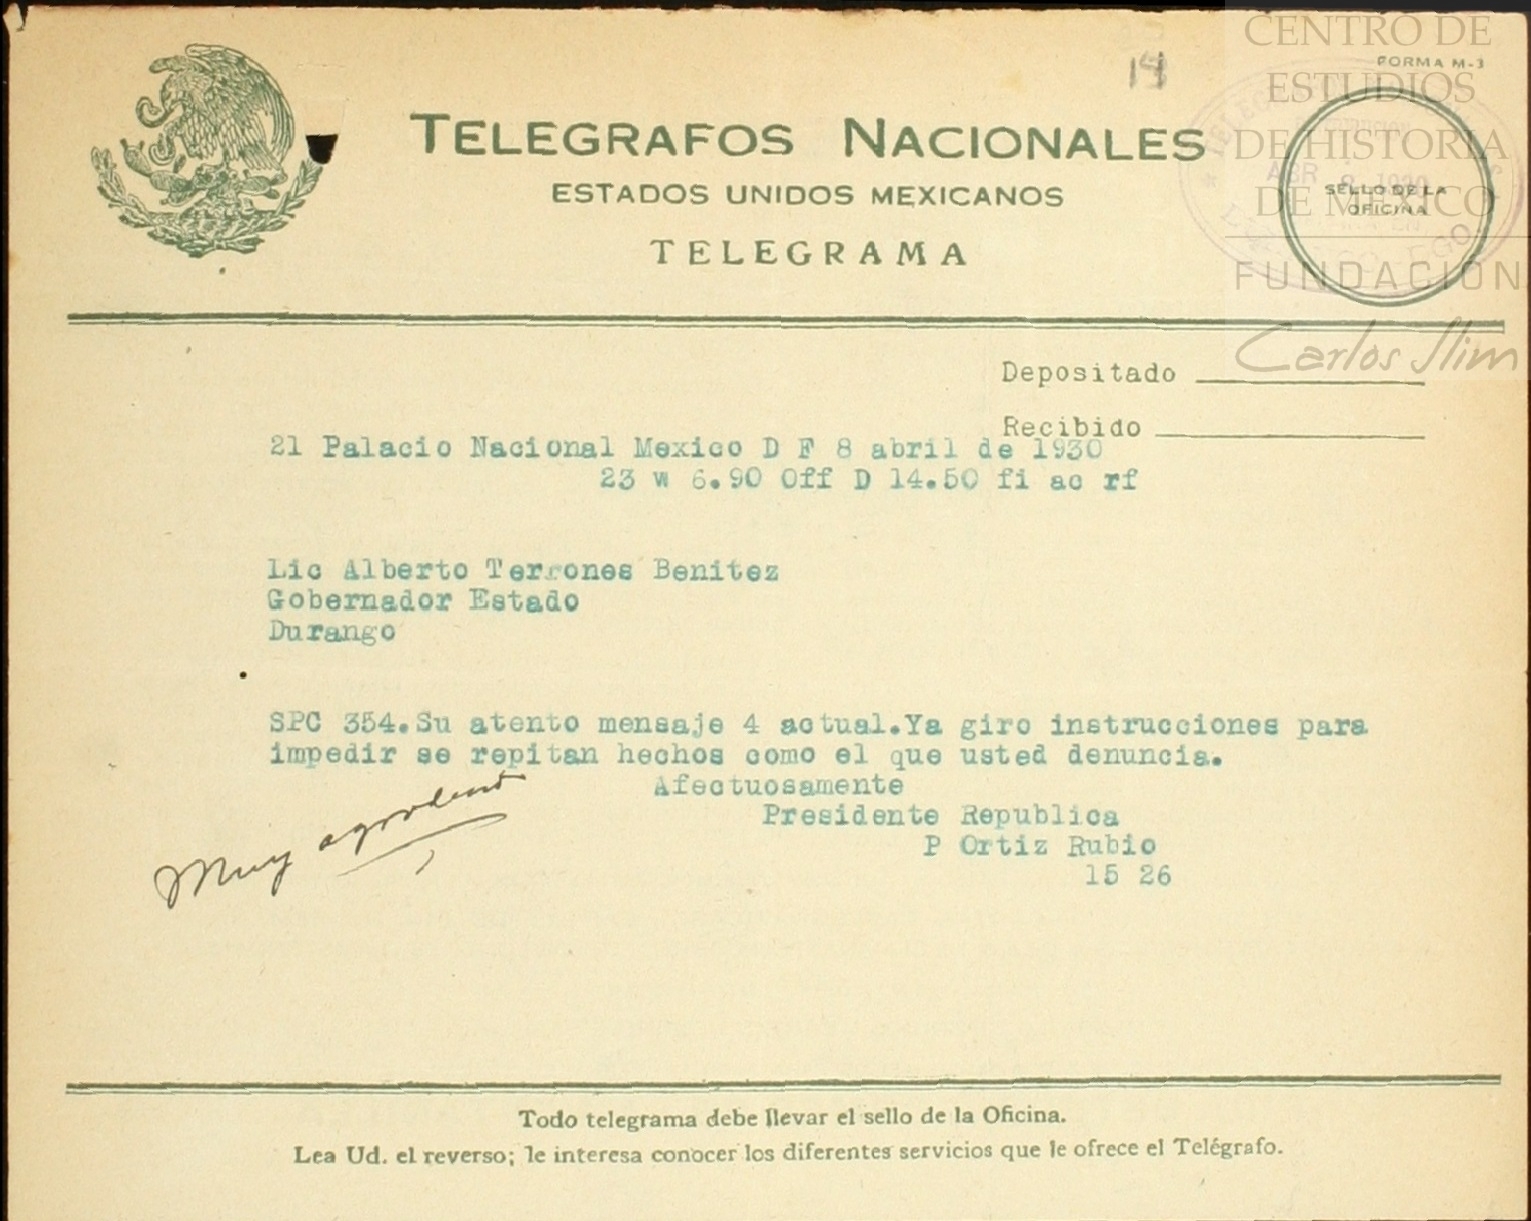 CENTRO DE
ESTUDIOS
DE HISTORIA
DE MEXICO
FUNDACION
Carlos Slim
FORMA M-3
TELEGRAFOS NACIONALES
ESTADOS UNIDOS MEXICANOS
TELEGRAMA
SELLO DE LA
OFICINA
ABR 8 1930
Depositado
Recibido
21 Palacio Nacional Mexico D F 8 abril de 1930
23 w 6.90 Off D 14.50 fi ac rf
Lic Alberto Terrones Benitez
Gobernador Estado
Durango
SPC 354.Su atento mensaje 4 actual.Ya giro instrucciones para
impedir se repitan hechos como el que usted denuncia.
Afectuosamente
Presidente Republica
P Ortiz Rubio
15 26
Muy agradecido
Todo telegrama debe llevar el sello de la Oficina.
Lea Ud. el reverso; le interesa conocer los diferentes servicios que le ofrece el Telégrafo.